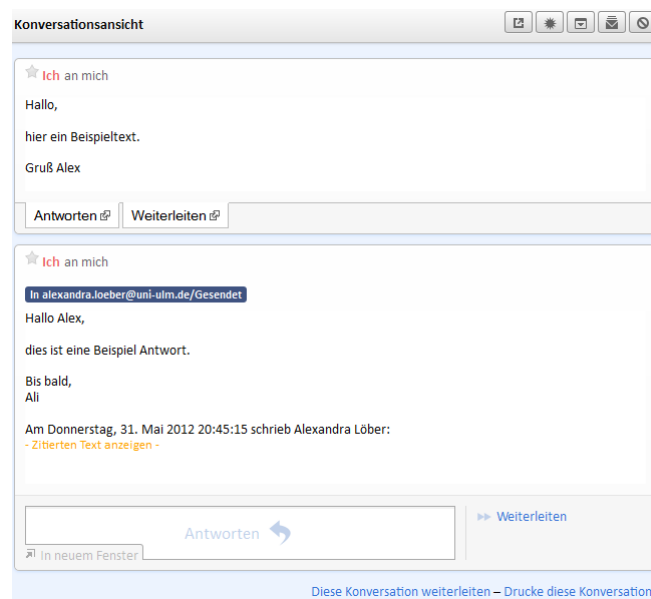 Konversationsansicht
Ich an mich
Hallo,
hier ein Beispieltext.
Gruß Alex
Antworten Weiterleiten
Ich an mich
In alexandra.loeber@uni-ulm.de/Gesendet
Hallo Alex,
dies ist eine Beispiel Antwort.
Bis bald,
Ali
Am Donnerstag, 31. Mai 2012 20:45:15 schrieb Alexandra Löber:
- Zitierten Text anzeigen -
Antworten
Weiterleiten
In neuem Fenster
Diese Konversation weiterleiten – Drucke diese Konversation